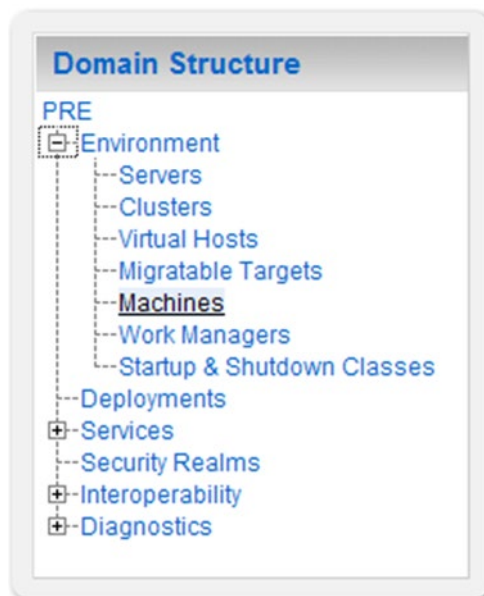 Domain Structure
PRE
Environment
Servers
Clusters
Virtual Hosts
Migratable Targets
Machines
Work Managers
Startup & Shutdown Classes
Deployments
Services
Security Realms
Interoperability
Diagnostics